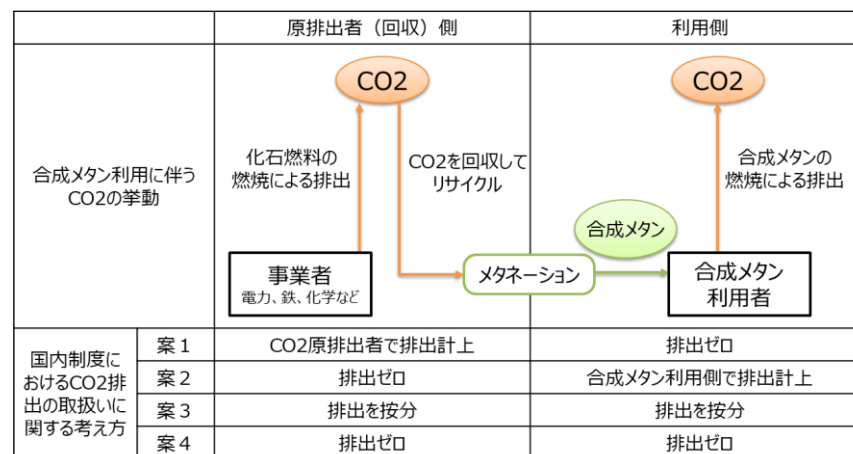 原排出者（回収）側
利用側
合成メタン利用に伴う
CO2の挙動
CO2
化石燃料の
燃焼による排出
CO2を回収して
リサイクル
事業者
電力、鉄、化学など
メタネーション
合成メタン
CO2
合成メタンの
燃焼による排出
合成メタン
利用者
国内制度に
おけるCO2排
出の取扱いに
関する考え方
案１
CO2原排出者で排出計上
排出ゼロ
案２
排出ゼロ
合成メタン利用側で排出計上
案３
排出を按分
排出を按分
案４
排出ゼロ
排出ゼロ